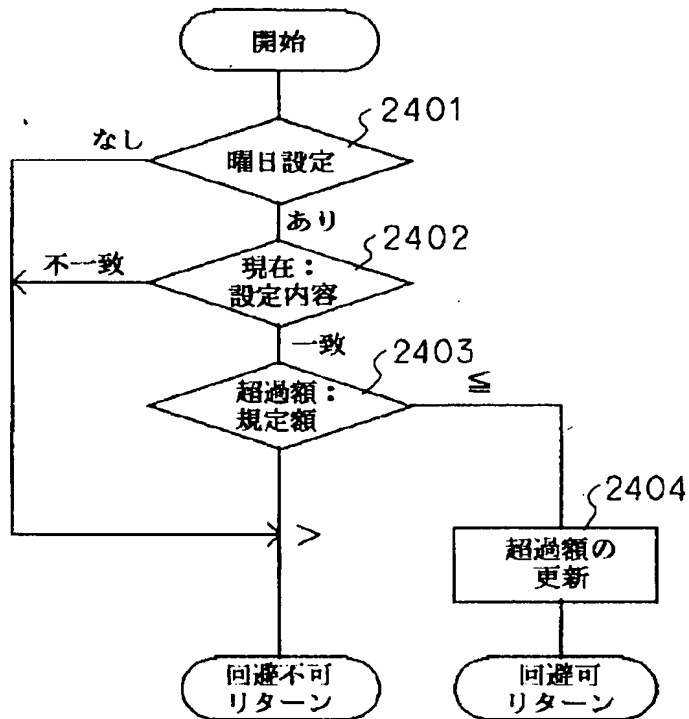 開始
2401
なし
曜日設定
あり
2402
不一致
現在：
設定内容
一致
2403
超過額：
規定額
≦
2404
>
超過額の
更新
回避不可
リターン
回避可
リターン